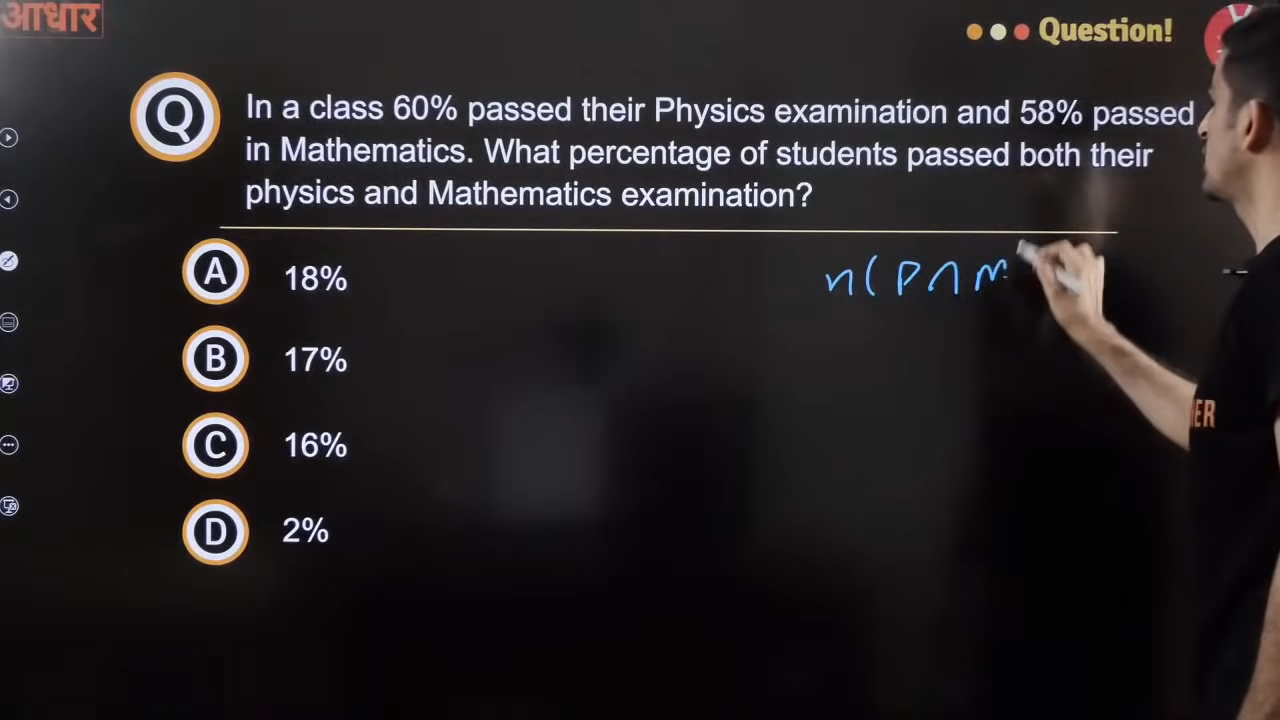 आधार
Question!
Q
In a class 60% passed their Physics examination and 58% passed
in Mathematics. What percentage of students passed both their
physics and Mathematics examination?
A 18%
n(P∩M
B 17%
C 16%
ER
D 2%